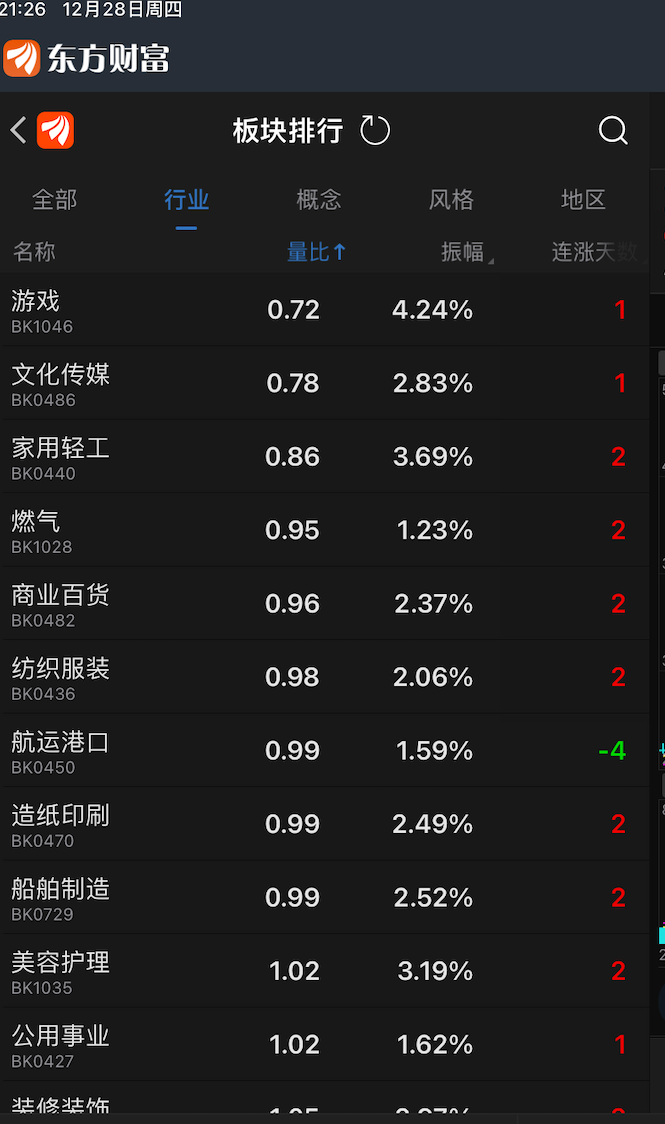 21:26 12月28日周四
东方财富
板块排行
全部 行业 概念 风格 地区
名称 量比↑ 振幅 连涨天数
游戏 0.72 4.24% 1
BK1046
文化传媒 0.78 2.83% 1
BK0486
家用轻工 0.86 3.69% 2
BK0440
燃气 0.95 1.23% 2
BK1028
商业百货 0.96 2.37% 2
BK0482
纺织服装 0.98 2.06% 2
BK0436
航运港口 0.99 1.59% -4
BK0450
造纸印刷 0.99 2.49% 2
BK0470
船舶制造 0.99 2.52% 2
BK0729
美容护理 1.02 3.19% 2
BK1035
公用事业 1.02 1.62% 1
BK0427
装修装饰